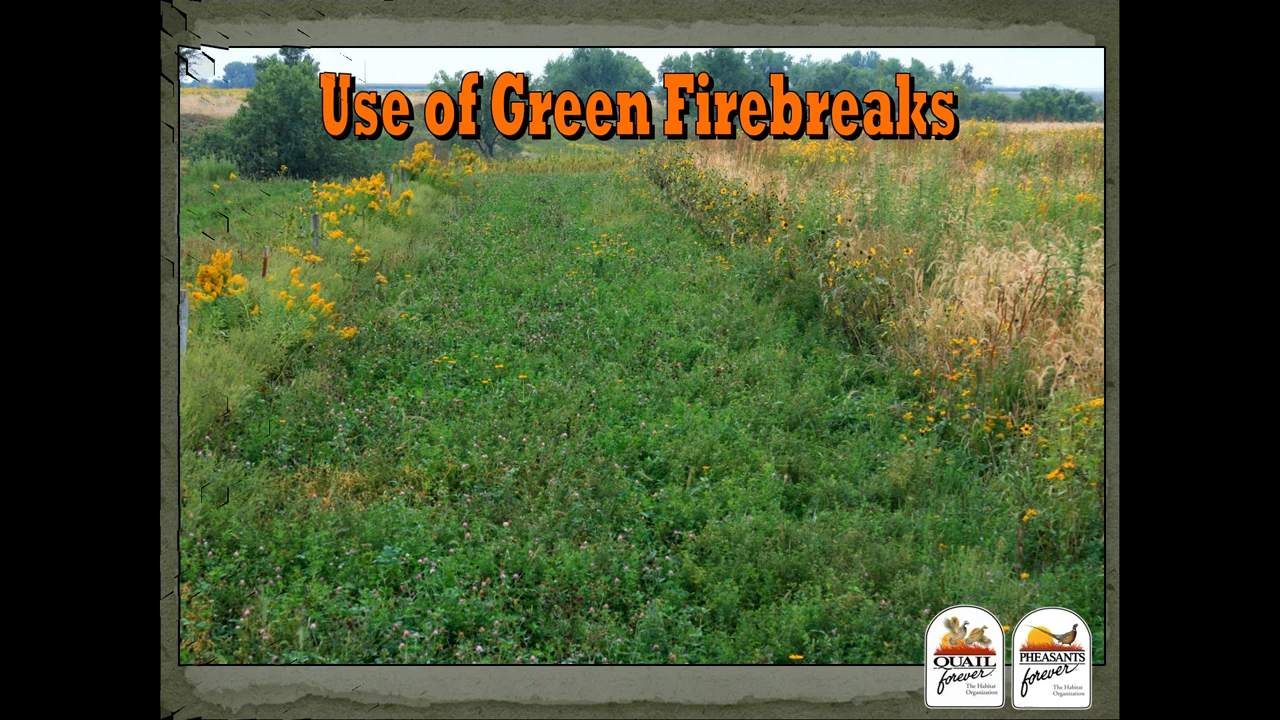 Use of Green Firebreaks
QUAIL
forever
The Habitat
Organization
PHEASANTS
forever
The Habitat
Organization